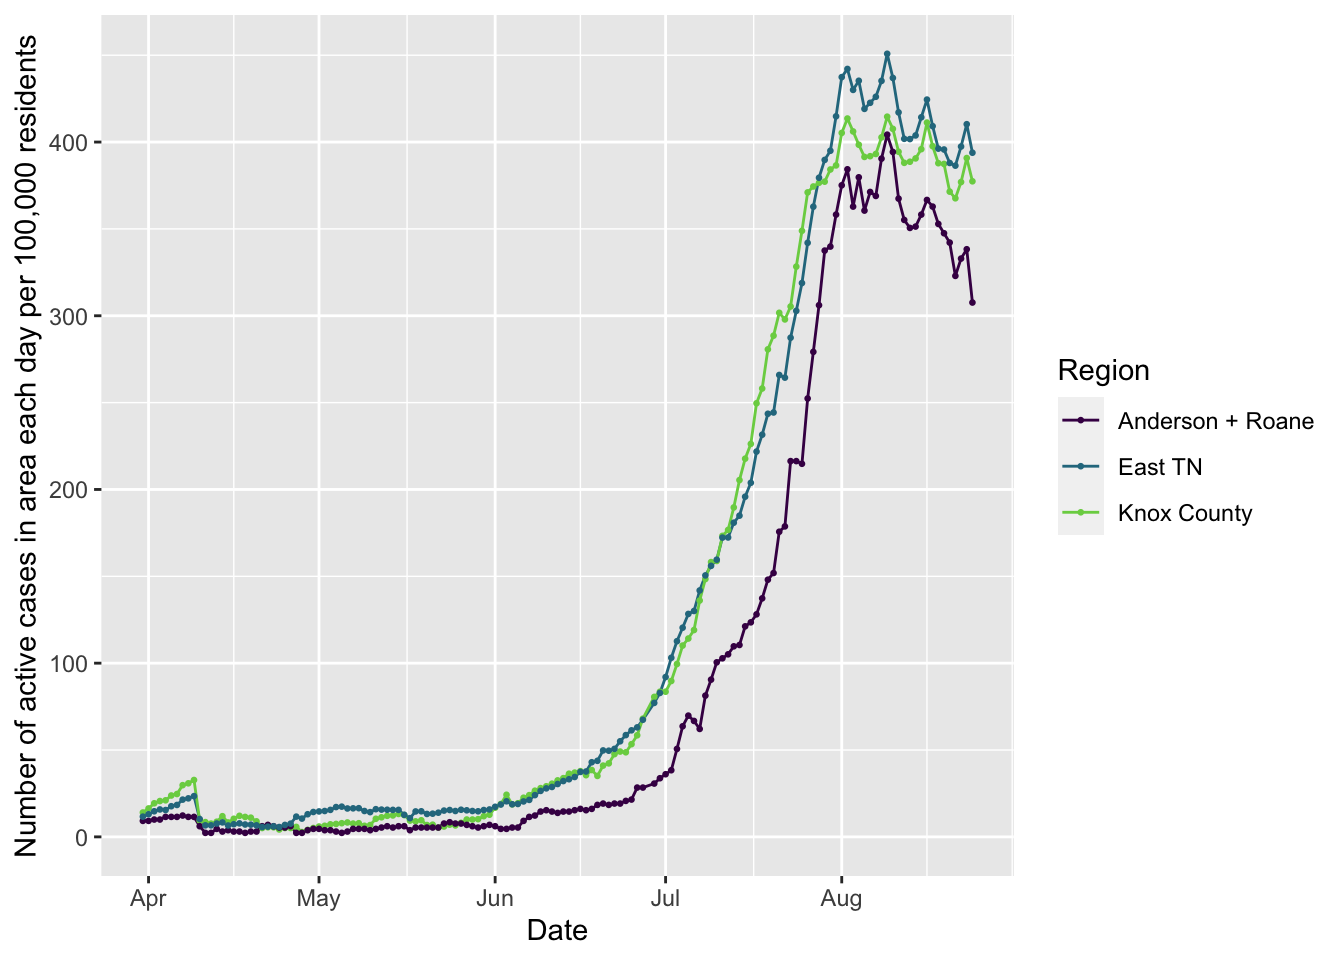 Number of active cases in area each day per 100,000 residents
400
300
200
100
0
Apr
May
Jun
Jul
Aug
Date
Region
Anderson + Roane
East TN
Knox County